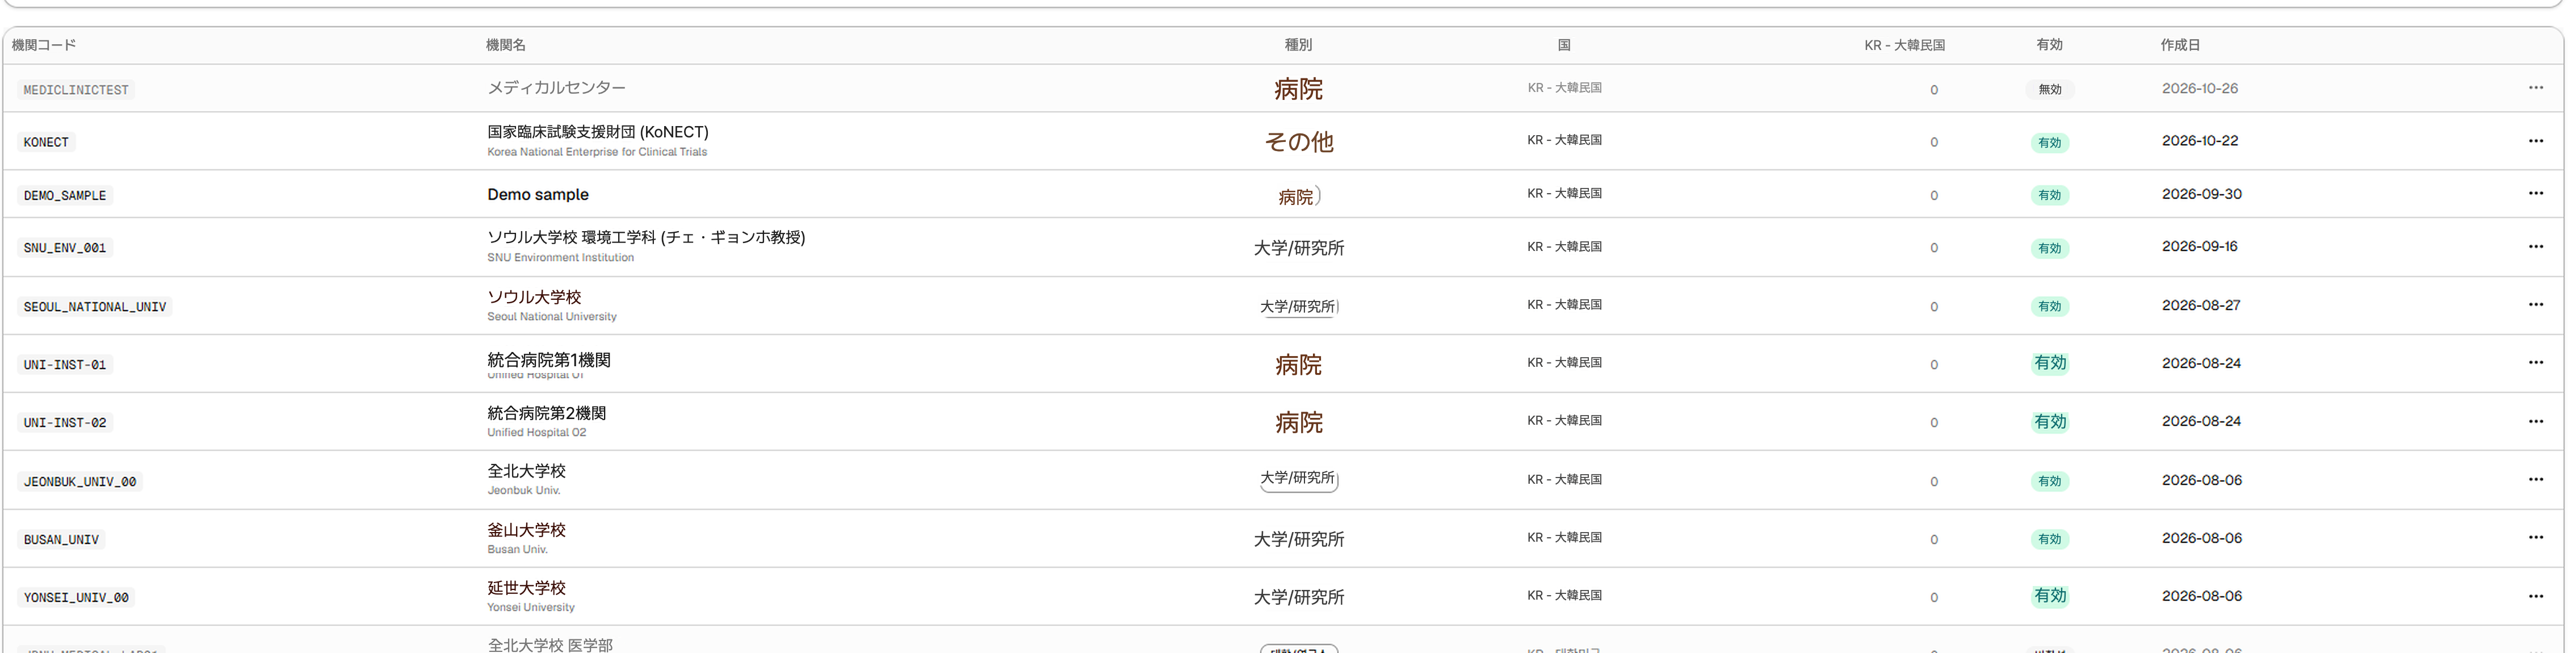 機関コード 機関名 種別 国 KR - 大韓民国 有効 作成日
MEDICLINICTEST メディカルセンター 病院 KR - 大韓民国 0 無効 2026-10-26 ...
KONECT 国家臨床試験支援財団 (KoNECT) その他 KR - 大韓民国 0 有効 2026-10-22 ...
Korea National Enterprise for Clinical Trials
DEMO_SAMPLE Demo sample 病院 KR - 大韓民国 0 有効 2026-09-30 ...
SNU_ENV_001 ソウル大学校 環境工学科 (チェ・ギョンホ教授) 大学/研究所 KR - 大韓民国 0 有効 2026-09-16 ...
SNU Environment Institution
SEOUL_NATIONAL_UNIV ソウル大学校 大学/研究所 KR - 大韓民国 0 有効 2026-08-27 ...
Seoul National University
UNI-INST-01 統合病院第1機関 病院 KR - 大韓民国 0 有効 2026-08-24 ...
Unified Hospital 01
UNI-INST-02 統合病院第2機関 病院 KR - 大韓民国 0 有効 2026-08-24 ...
Unified Hospital 02
JEONBUK_UNIV_00 全北大学校 大学/研究所 KR - 大韓民国 0 有効 2026-08-06 ...
Jeonbuk Univ.
BUSAN_UNIV 釜山大学校 大学/研究所 KR - 大韓民国 0 有効 2026-08-06 ...
Busan Univ.
YONSEI_UNIV_00 延世大学校 大学/研究所 KR - 大韓民国 0 有効 2026-08-06 ...
Yonsei University
全北大学校 医学部